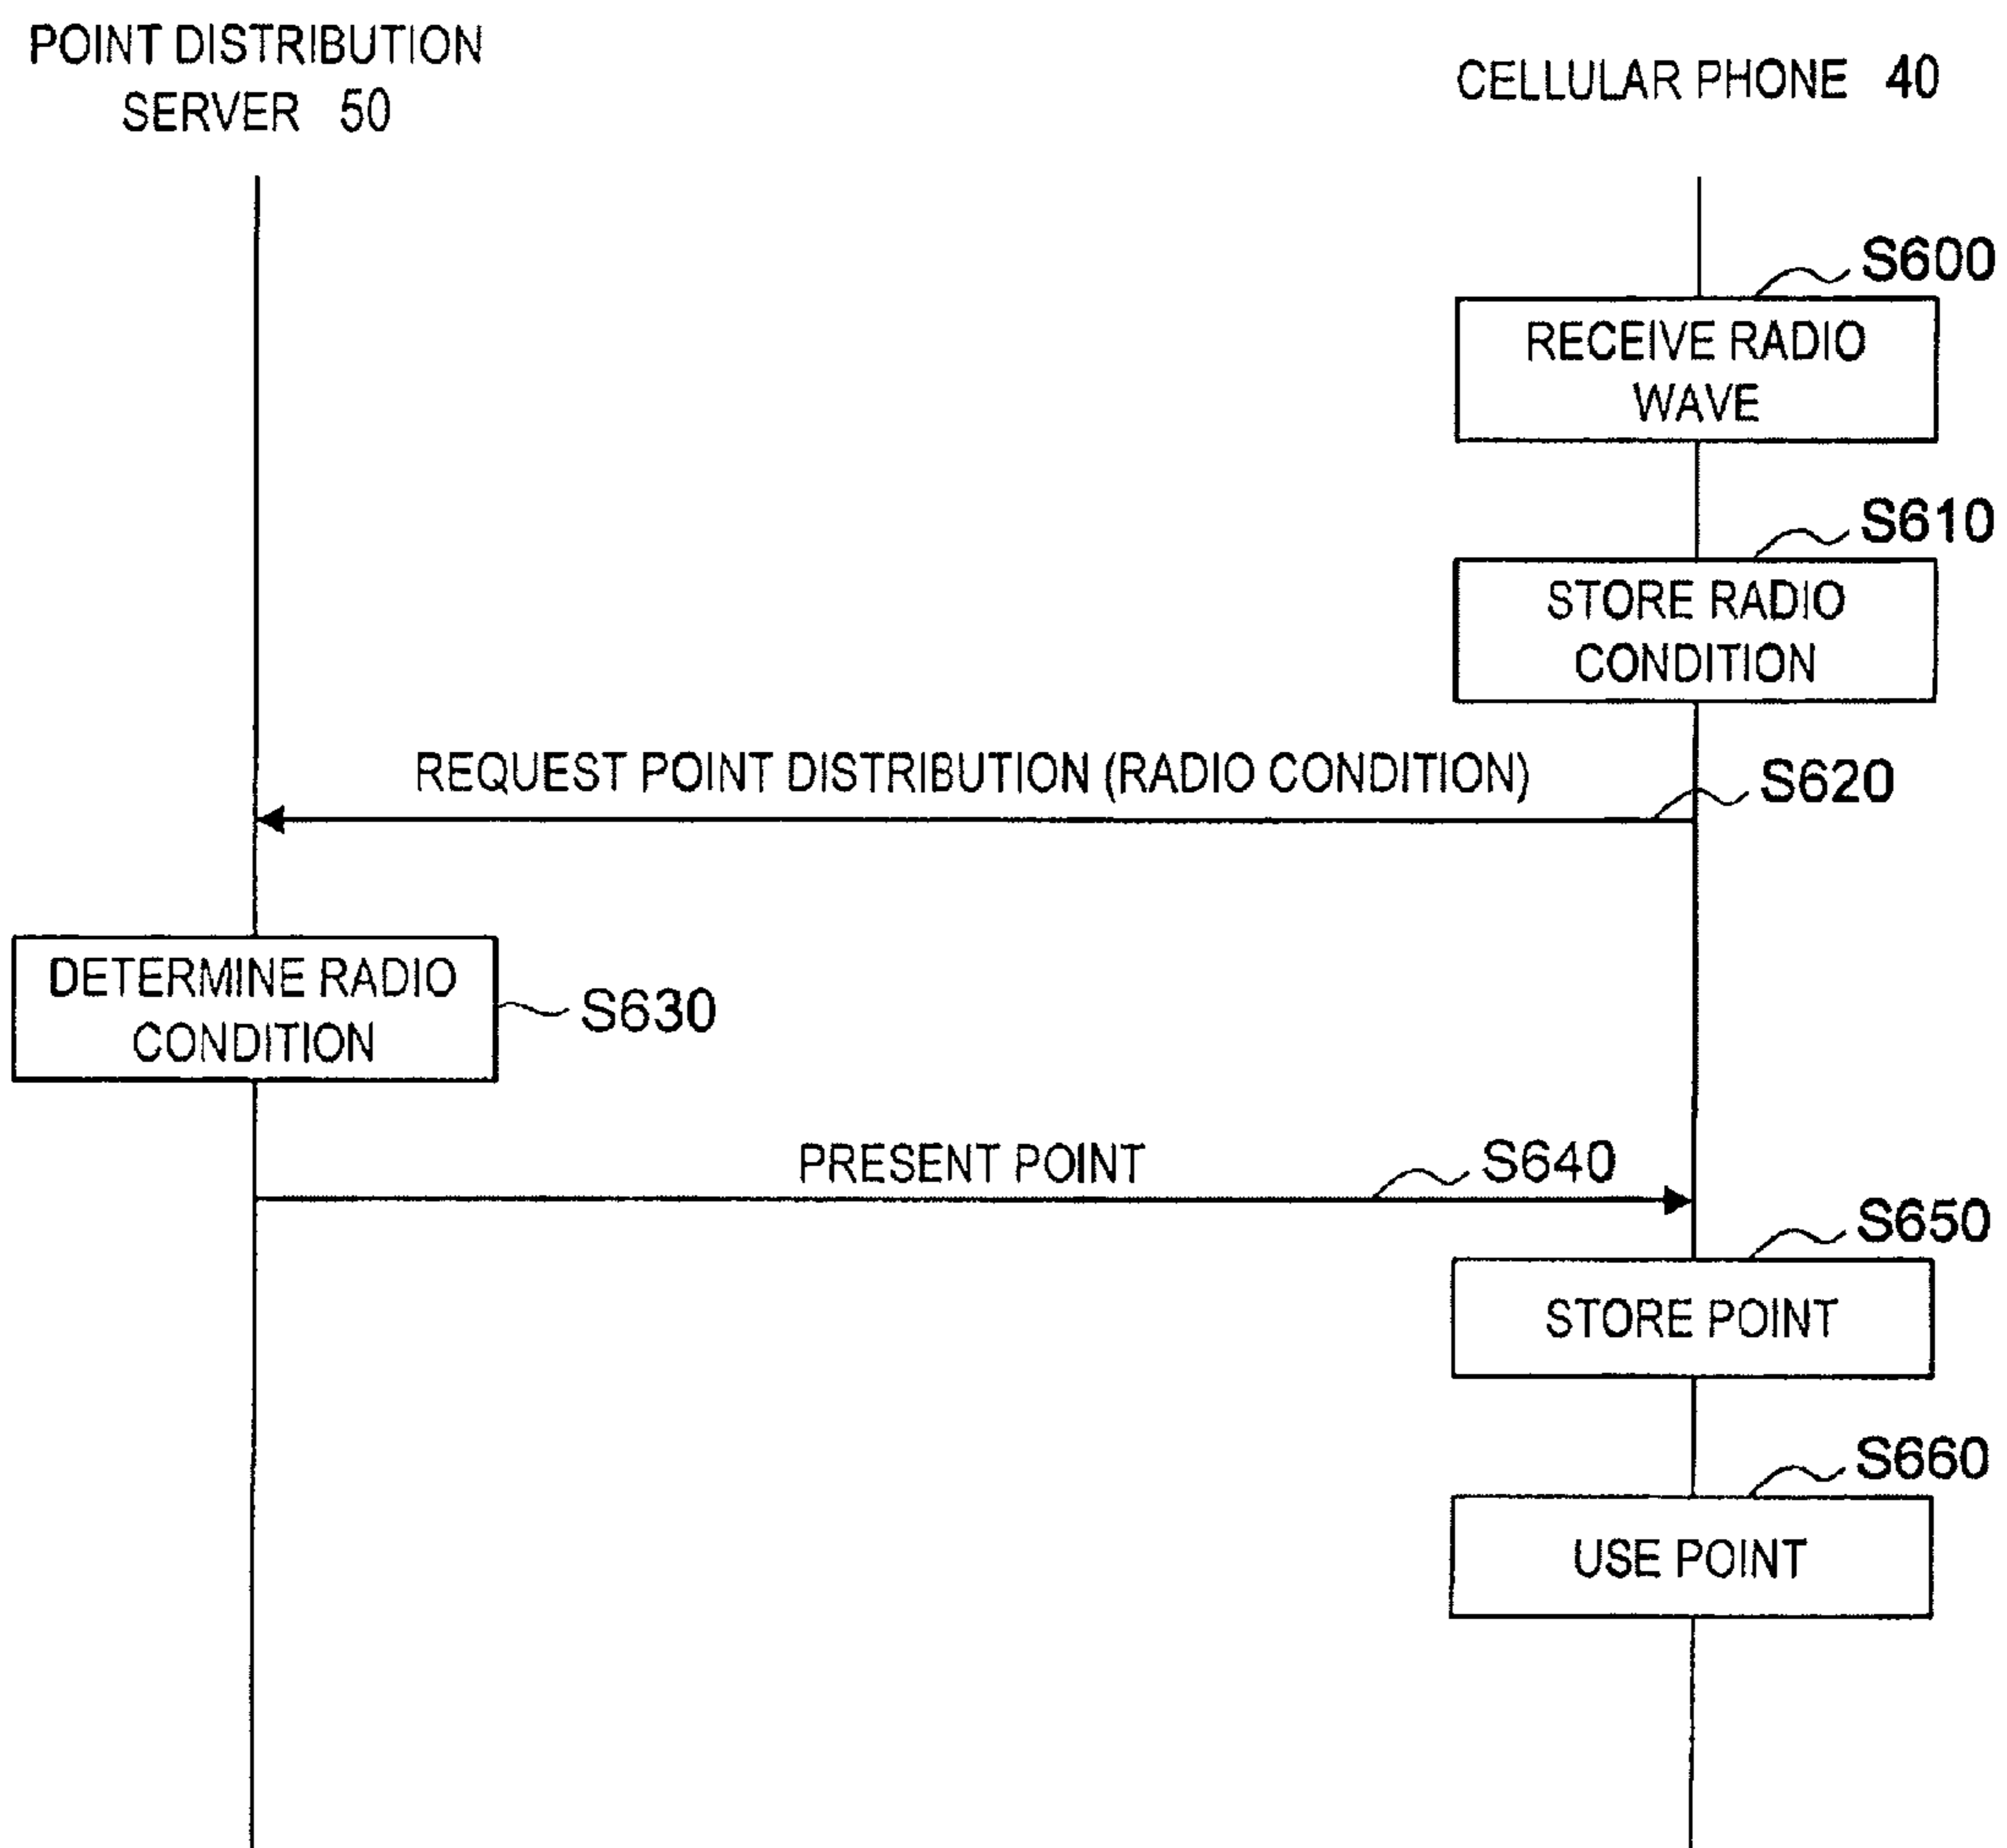 POINT DISTRIBUTION
SERVER 50
CELLULAR PHONE 40
S600
RECEIVE RADIO
WAVE
S610
STORE RADIO
CONDITION
REQUEST POINT DISTRIBUTION (RADIO CONDITION)
S620
DETERMINE RADIO
CONDITION
S630
PRESENT POINT
S640
S650
STORE POINT
S660
USE POINT